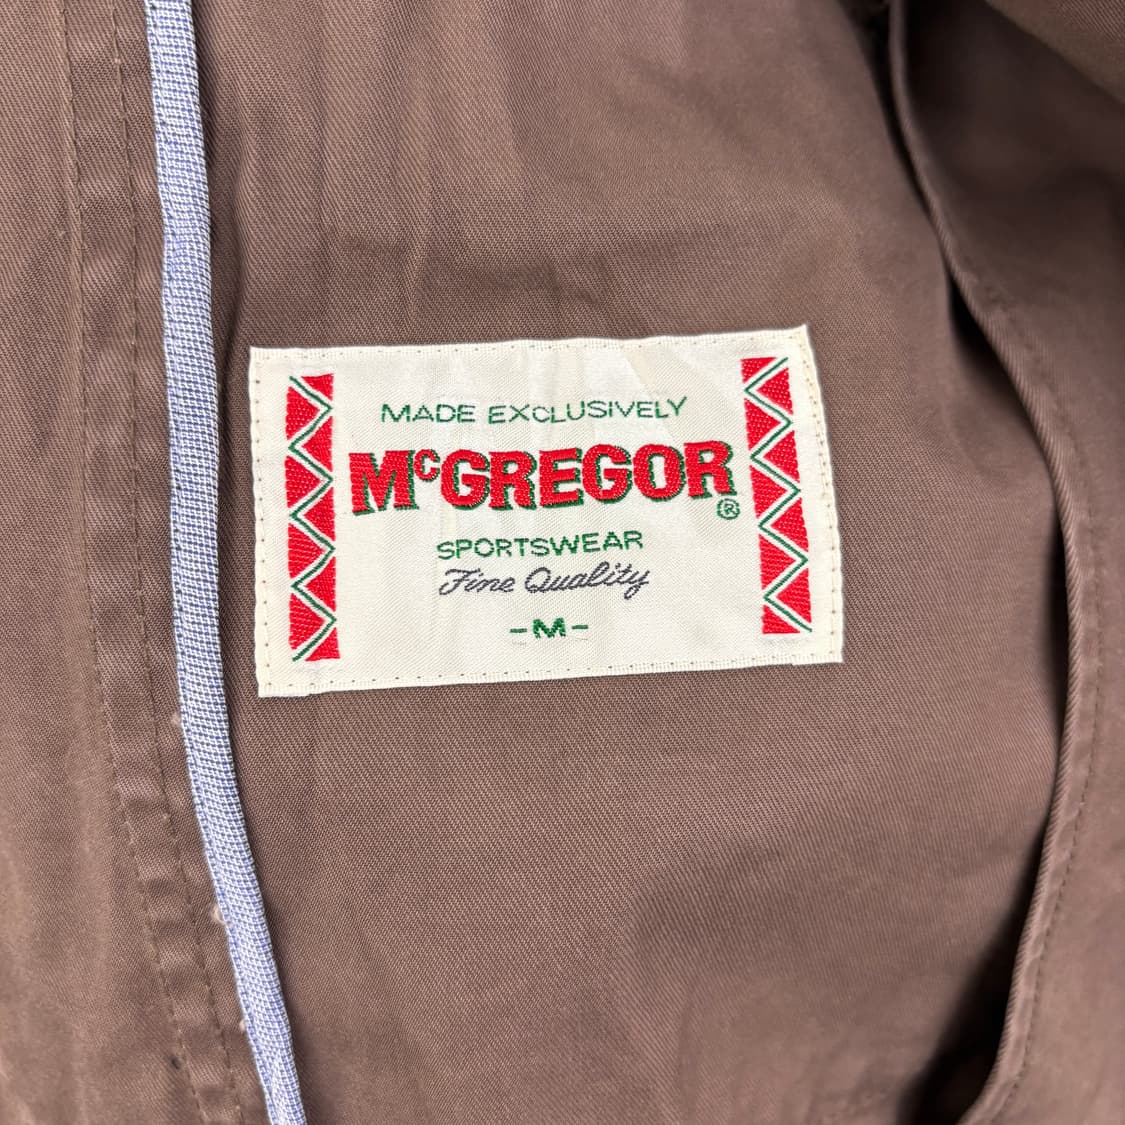 MADE EXCLUSIVELY
McGREGOR®
SPORTSWEAR
Fine Quality
-M-